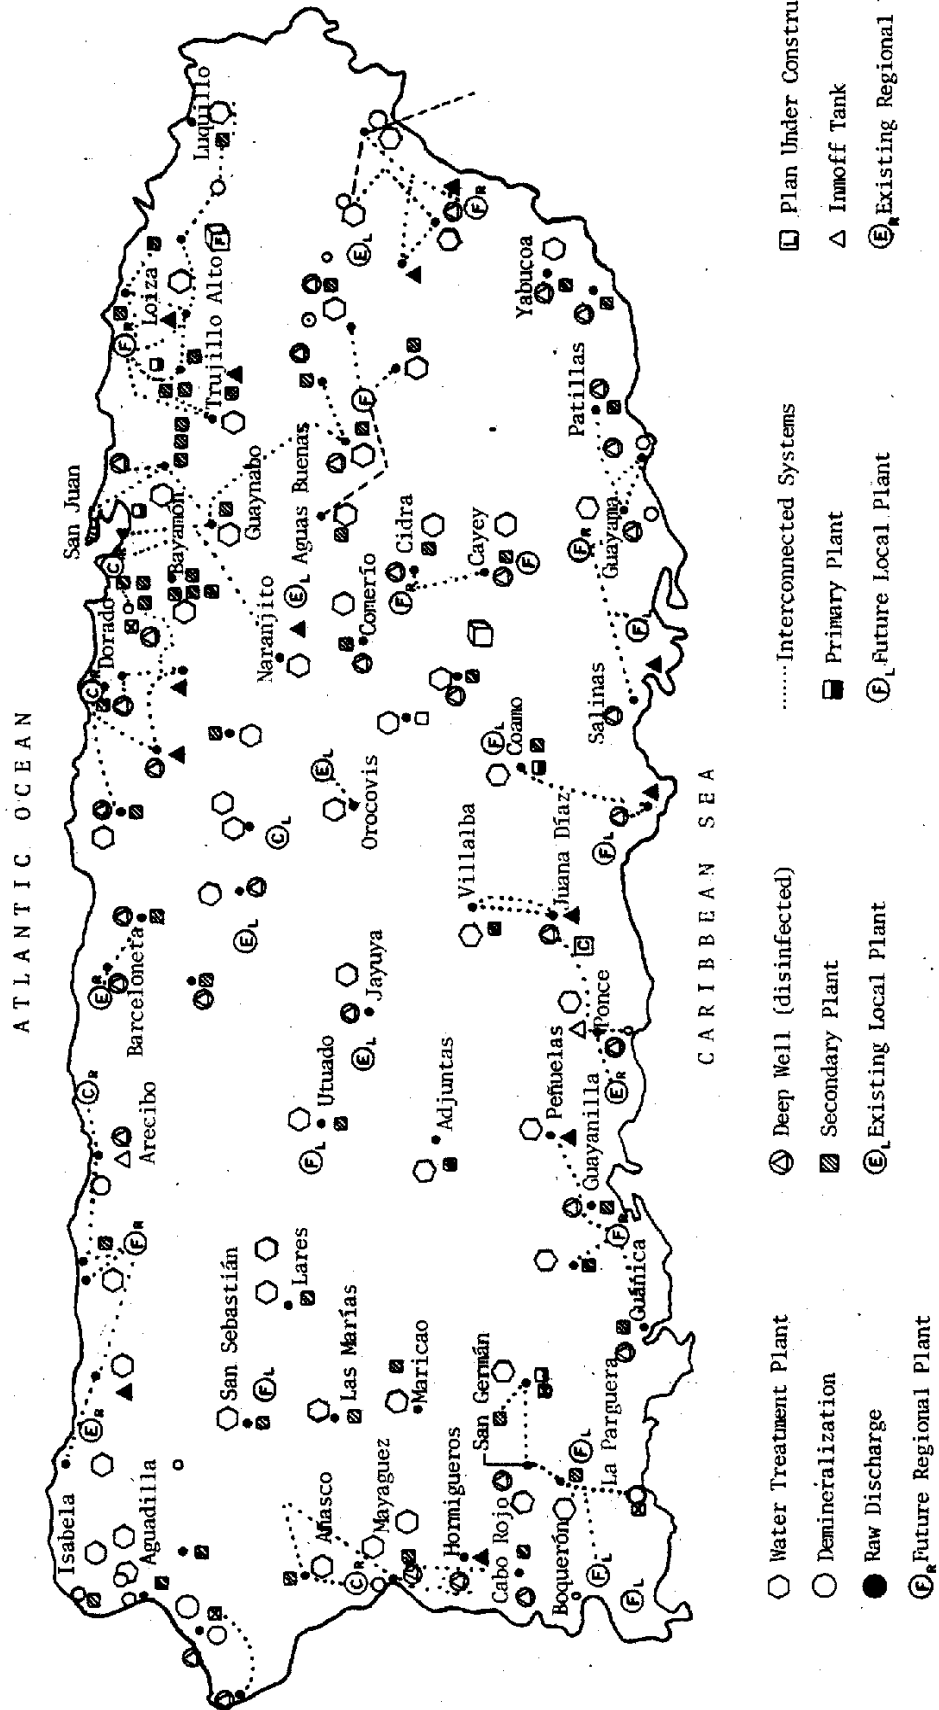 ATLANTIC OCEAN
Isabela
San Juan
Dorado
Barceloneta
Arecibo
Aguadilla
Loiza
Bayamón
Luquillo
Trujillo Alto
San Sebastián
Guaynabo
Naranjito
Lares
Aguas Buenas
Utuado
Añasco
Las Marías
Orocovis
Comerío
Jayuya
Mayaguez
Cidra
Maricao
Adjuntas
Hormigueros
Villalba
Cayey
San Germán
Cabo Rojo
Coamo
Yabucoa
Peñuelas
Boquerón
Juana Díaz
Patillas
Guayanilla
Salinas
Ponce
Guayama
La Parguera
Guánica
CARIBBEAN SEA
Water Treatment Plant
Deep Well (disinfected)
Interconnected Systems
Plan Under Constru
Demineralization
Secondary Plant
Primary Plant
Inmoff Tank
Raw Discharge
E L Existing Local Plant
F L Future Local Plant
E R Existing Regional
F R Future Regional Plant